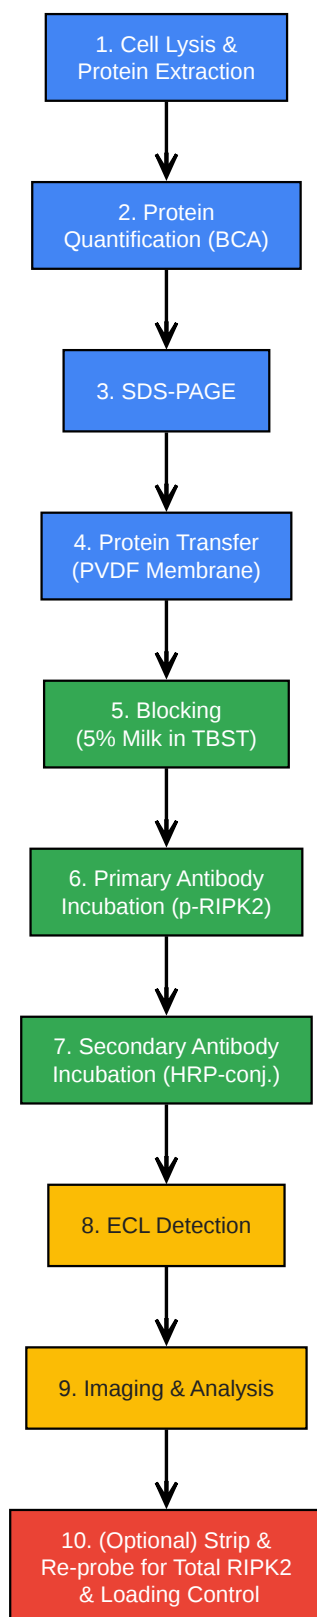 1. Cell Lysis &
Protein Extraction
2. Protein
Quantification (BCA)
3. SDS-PAGE
4. Protein Transfer
(PVDF Membrane)
5. Blocking
(5% Milk in TBST)
6. Primary Antibody
Incubation (p-RIPK2)
7. Secondary Antibody
Incubation (HRP-conj.)
8. ECL Detection
9. Imaging & Analysis
10. (Optional) Strip &
Re-probe for Total RIPK2
& Loading Control